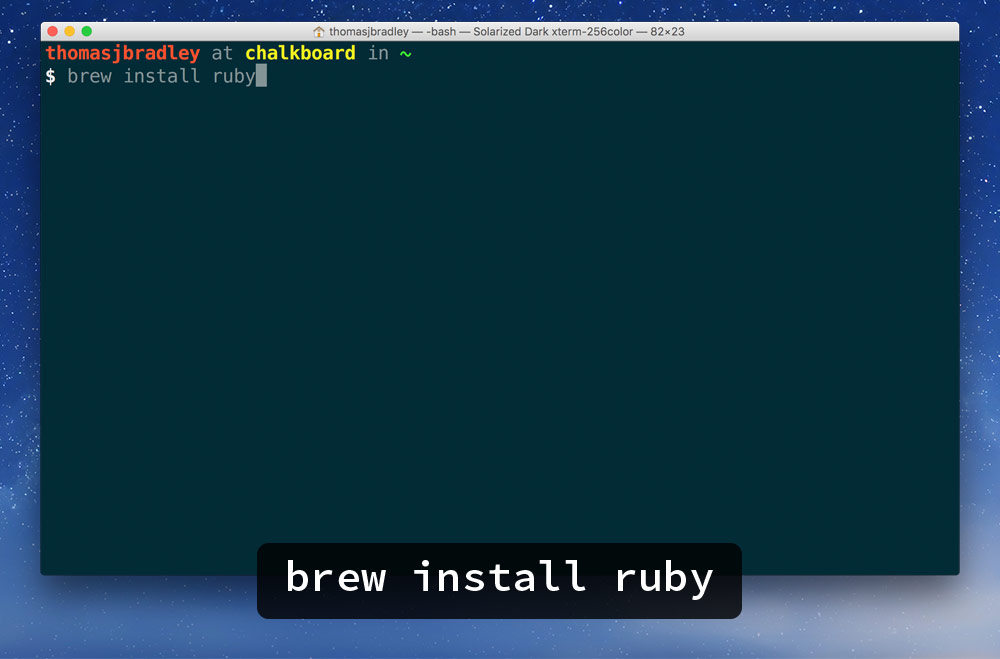 thomasjbradley — -bash — Solarized Dark xterm-256color — 82×23
thomasjbradley at chalkboard in ~
$ brew install ruby
brew install ruby